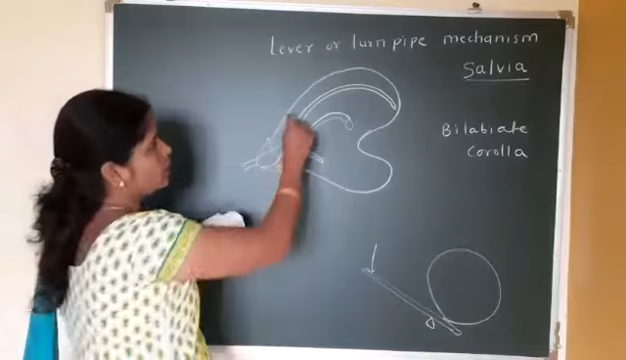 Lever or turn pipe mechanism
Salvia
Bilabiate
corolla